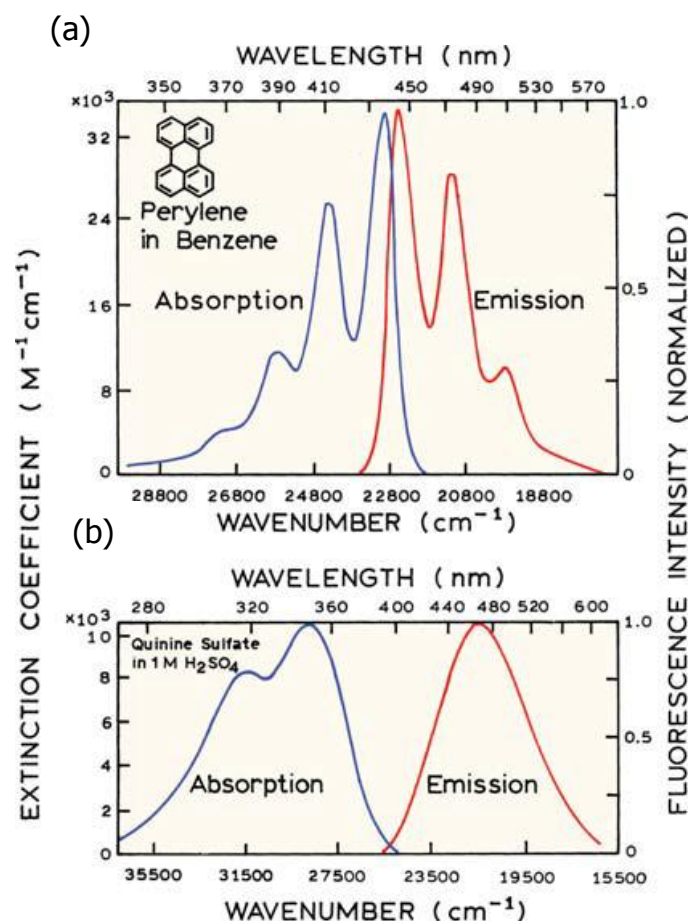 (a)
WAVELENGTH (nm)
350 370 390 410 450 480 510 530 570
×10³ 1.0
32
Perylene
in Benzene
24
Absorption Emission
16 0.5
8
0 0
28800 26800 24800 22800 20800 18800
WAVENUMBER (cm⁻¹)
EXTINCTION COEFFICIENT (M⁻¹cm⁻¹)
FLUORESCENCE INTENSITY (NORMALIZED)
(b)
WAVELENGTH (nm)
280 320 360 400 440 480 520 600
×10³ 1.0
10
Quinine Sulfate
in 1 M H₂SO₄
8
6
0.5
4
Absorption Emission
2
0 0
35500 31500 27500 23500 19500 15500
WAVENUMBER (cm⁻¹)